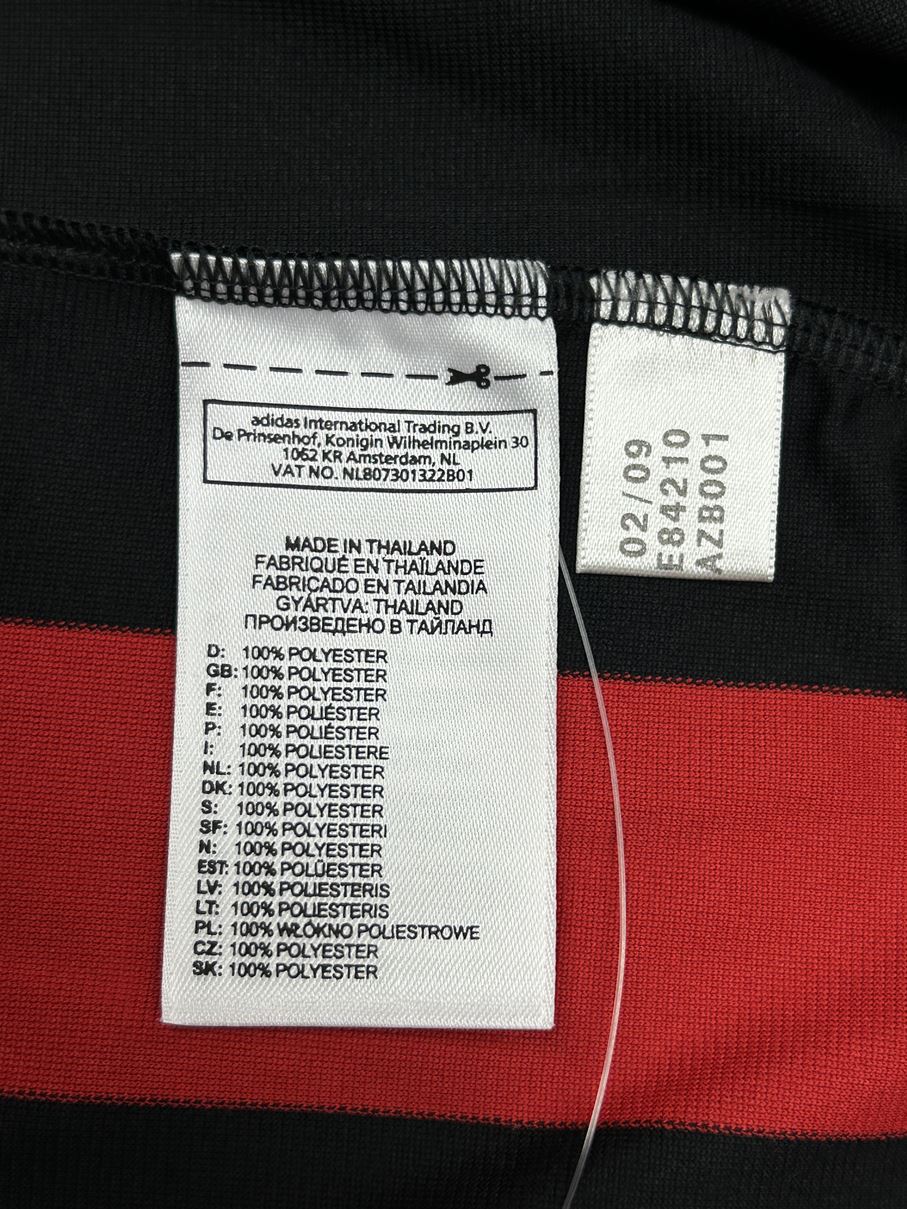 adidas International Trading B.V.
De Prinsenhof, Konigin Wilhelminaplein 30
1062 KR Amsterdam, NL
VAT NO. NL807301322B01
MADE IN THAILAND
FABRIQUÉ EN THAÏLANDE
FABRICADO EN TAILANDIA
GYÁRTVA: THAILAND
ПРОИЗВЕДЕНО В ТАЙЛАНД
D: 100% POLYESTER
GB: 100% POLYESTER
F: 100% POLYESTER
E: 100% POLIÉSTER
P: 100% POLIÉSTER
I: 100% POLIESTERE
NL: 100% POLYESTER
DK: 100% POLYESTER
S: 100% POLYESTER
SF: 100% POLYESTERI
N: 100% POLYESTER
EST: 100% POLÜESTER
LV: 100% POLIESTERIS
LT: 100% POLIESTERIS
PL: 100% WŁÓKNO POLIESTROWE
CZ: 100% POLYESTER
SK: 100% POLYESTER
02/09
E84210
AZB001